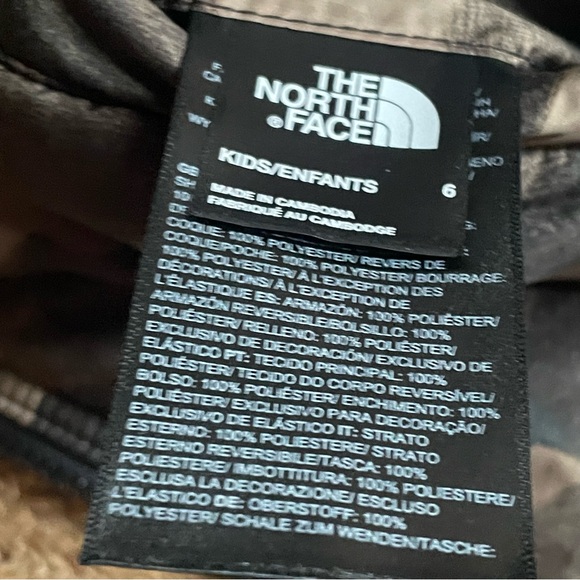 THE
NORTH
FACE
KIDS/ENFANTS 6
MADE IN CAMBODIA
FABRIQUÉ AU CAMBODGE
COQUE: 100% POLYESTER/ REVERS DE
COQUE/POCHE: 100% POLYESTER/ BOURRAGE:
100% POLYESTER/ À L'EXCEPTION DES
DÉCORATIONS/ À L'EXCEPTION DE
L'ÉLASTIQUE ES: ARMAZÓN: 100% POLIÉSTER/
ARMAZÓN REVERSIBLE/BOLSILLO: 100%
POLIÉSTER/ RELLENO: 100% POLIÉSTER/
EXCLUSIVO DE DECORACIÓN/ EXCLUSIVO DE
ELÁSTICO PT: TECIDO PRINCIPAL: 100%
POLIÉSTER/ TECIDO DO CORPO REVERSÍVEL/
BOLSO: 100% POLIÉSTER/ ENCHIMENTO: 100%
POLIÉSTER/ EXCLUSIVO PARA DECORAÇÃO/
EXCLUSIVO DE ELÁSTICO IT: STRATO
ESTERNO: 100% POLIESTERE/ STRATO
ESTERNO REVERSIBILE/TASCA: 100%
POLIESTERE/ IMBOTTITURA: 100% POLIESTERE/
ESCLUSA LA DECORAZIONE/ ESCLUSO
L'ELASTICO DE: OBERSTOFF: 100%
POLYESTER/ SCHALE ZUM WENDEN/TASCHE: